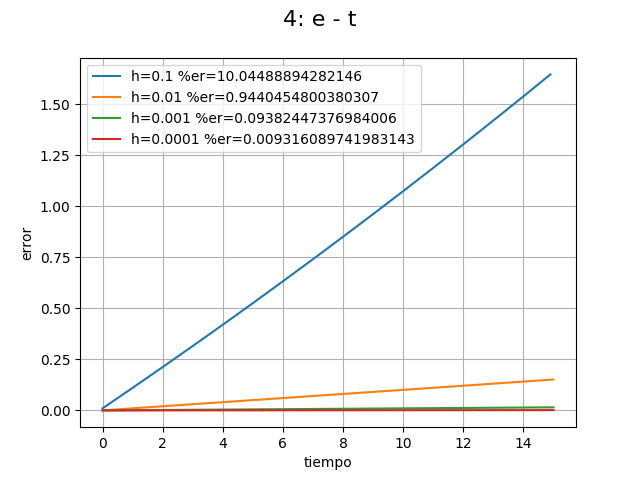 4: e - t
h=0.1 %er=10.04488894282146
h=0.01 %er=0.9440454800380307
h=0.001 %er=0.09382447376984006
h=0.0001 %er=0.009316089741983143
1.50
1.25
1.00
0.75
0.50
0.25
0.00
error
0 2 4 6 8 10 12 14
tiempo